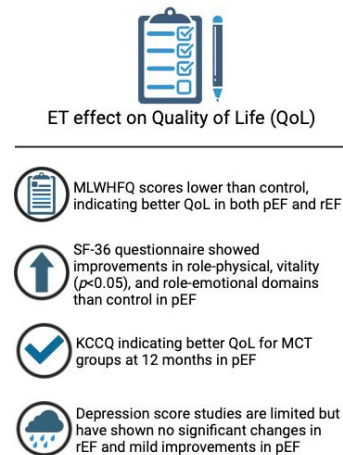 ET effect on Quality of Life (QoL)
MLWHFQ scores lower than control,
indicating better QoL in both pEF and rEF
SF-36 questionnaire showed
improvements in role-physical, vitality
(p<0.05), and role-emotional domains
than control in pEF
KCCQ indicating better QoL for MCT
groups at 12 months in pEF
Depression score studies are limited but
have shown no significant changes in
rEF and mild improvements in pEF